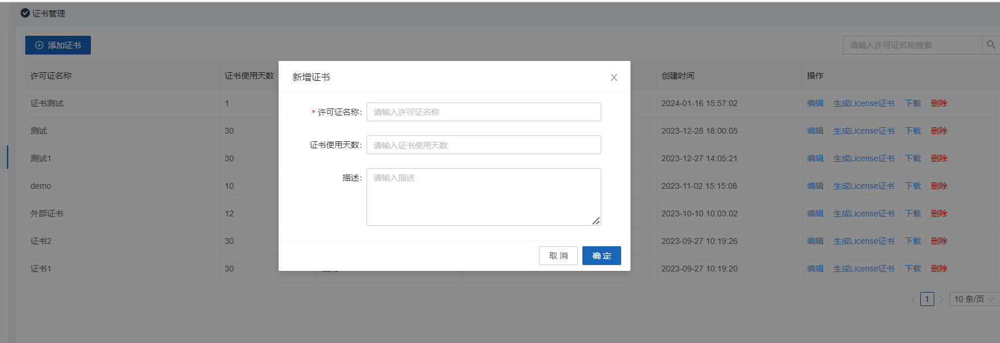 证书管理
添加证书
请输入许可证名称搜索
许可证名称 证书使用天数 创建时间 操作
证书测试 1 2024-01-16 15:57:02 编辑 生成License证书 下载 删除
测试 30 2023-12-28 18:00:05 编辑 生成License证书 下载 删除
测试1 30 2023-12-27 14:05:21 编辑 生成License证书 下载 删除
demo 10 2023-11-02 15:15:08 编辑 生成License证书 下载 删除
外部证书 12 2023-10-10 10:03:02 编辑 生成License证书 下载 删除
证书2 30 2023-09-27 10:19:26 编辑 生成License证书 下载 删除
证书1 30 2023-09-27 10:19:20 编辑 生成License证书 下载 删除
1 10 条/页
新增证书
* 许可证名称: 请输入许可证名称
证书使用天数: 请输入证书使用天数
描述: 请输入描述
取 消 确 定